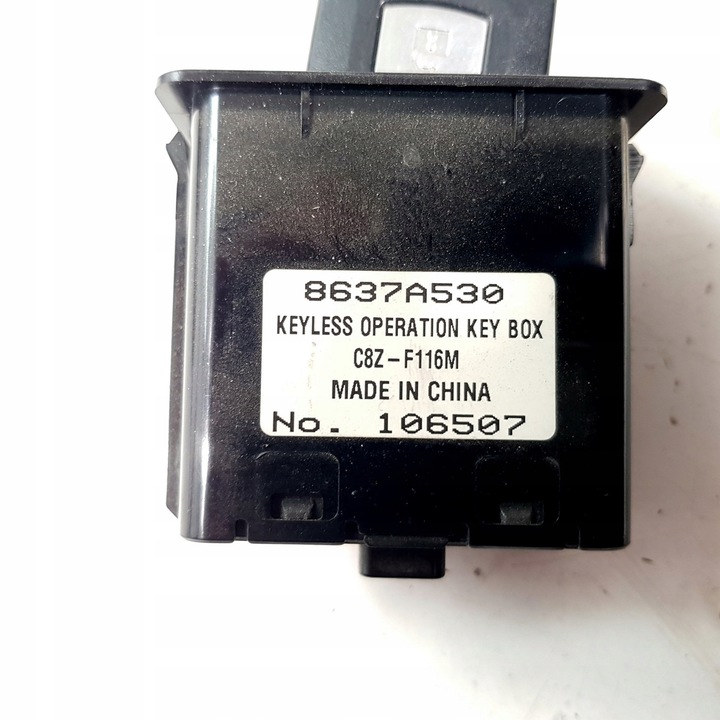 8637A530
KEYLESS OPERATION KEY BOX
C8Z-F116M
MADE IN CHINA
No. 106507